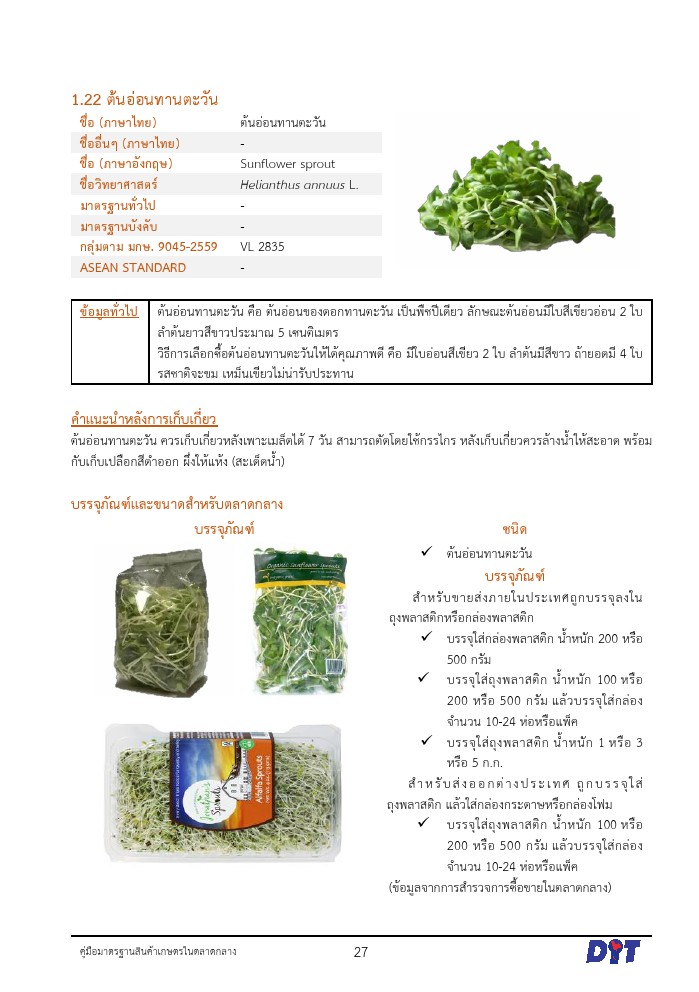 1.22 ต้นอ่อนทานตะวัน
ชื่อ (ภาษาไทย) ต้นอ่อนทานตะวัน
ชื่ออื่นๆ (ภาษาไทย) -
ชื่อ (ภาษาอังกฤษ) Sunflower sprout
ชื่อวิทยาศาสตร์ Helianthus annuus L.
มาตรฐานทั่วไป -
มาตรฐานบังคับ -
กลุ่มตาม มกษ. 9045-2559 VL 2835
ASEAN STANDARD -
ข้อมูลทั่วไป ต้นอ่อนทานตะวัน คือ ต้นอ่อนของดอกทานตะวัน เป็นพืชปีเดียว ลักษณะต้นอ่อนมีใบสีเขียวอ่อน 2 ใบ
ลำต้นยาวสีขาวประมาณ 5 เซนติเมตร
วิธีการเลือกซื้อต้นอ่อนทานตะวันให้ได้คุณภาพดี คือ มีใบอ่อนสีเขียว 2 ใบ ลำต้นมีสีขาว ถ้ายอดมี 4 ใบ
รสชาติจะขม เหม็นเขียวไม่น่ารับประทาน
คำแนะนำหลังการเก็บเกี่ยว
ต้นอ่อนทานตะวัน ควรเก็บเกี่ยวหลังเพาะเมล็ดได้ 7 วัน สามารถตัดโดยใช้กรรไกร หลังเก็บเกี่ยวควรล้างน้ำให้สะอาด พร้อม
กับเก็บเปลือกสีดำออก ผึ่งให้แห้ง (สะเด็ดน้ำ)
บรรจุภัณฑ์และขนาดสำหรับตลาดกลาง
บรรจุภัณฑ์
Organic Sunflower Sprouts
Sprouts
Alfalfa Sprouts
ชนิด
✓ ต้นอ่อนทานตะวัน
บรรจุภัณฑ์
สำหรับขายส่งภายในประเทศถูกบรรจุลงใน
ถุงพลาสติกหรือกล่องพลาสติก
✓ บรรจุใส่กล่องพลาสติก น้ำหนัก 200 หรือ
500 กรัม
✓ บรรจุใส่ถุงพลาสติก น้ำหนัก 100 หรือ
200 หรือ 500 กรัม แล้วบรรจุใส่กล่อง
จำนวน 10-24 ห่อหรือแพ็ค
✓ บรรจุใส่ถุงพลาสติก น้ำหนัก 1 หรือ 3
หรือ 5 ก.ก.
สำหรับส่งออกต่างประเทศ ถูกบรรจุใส่
ถุงพลาสติก แล้วใส่กล่องกระดาษหรือกล่องโฟม
✓ บรรจุใส่ถุงพลาสติก น้ำหนัก 100 หรือ
200 หรือ 500 กรัม แล้วบรรจุใส่กล่อง
จำนวน 10-24 ห่อหรือแพ็ค
(ข้อมูลจากการสำรวจการซื้อขายในตลาดกลาง)
คู่มือมาตรฐานสินค้าเกษตรในตลาดกลาง 27 DIT